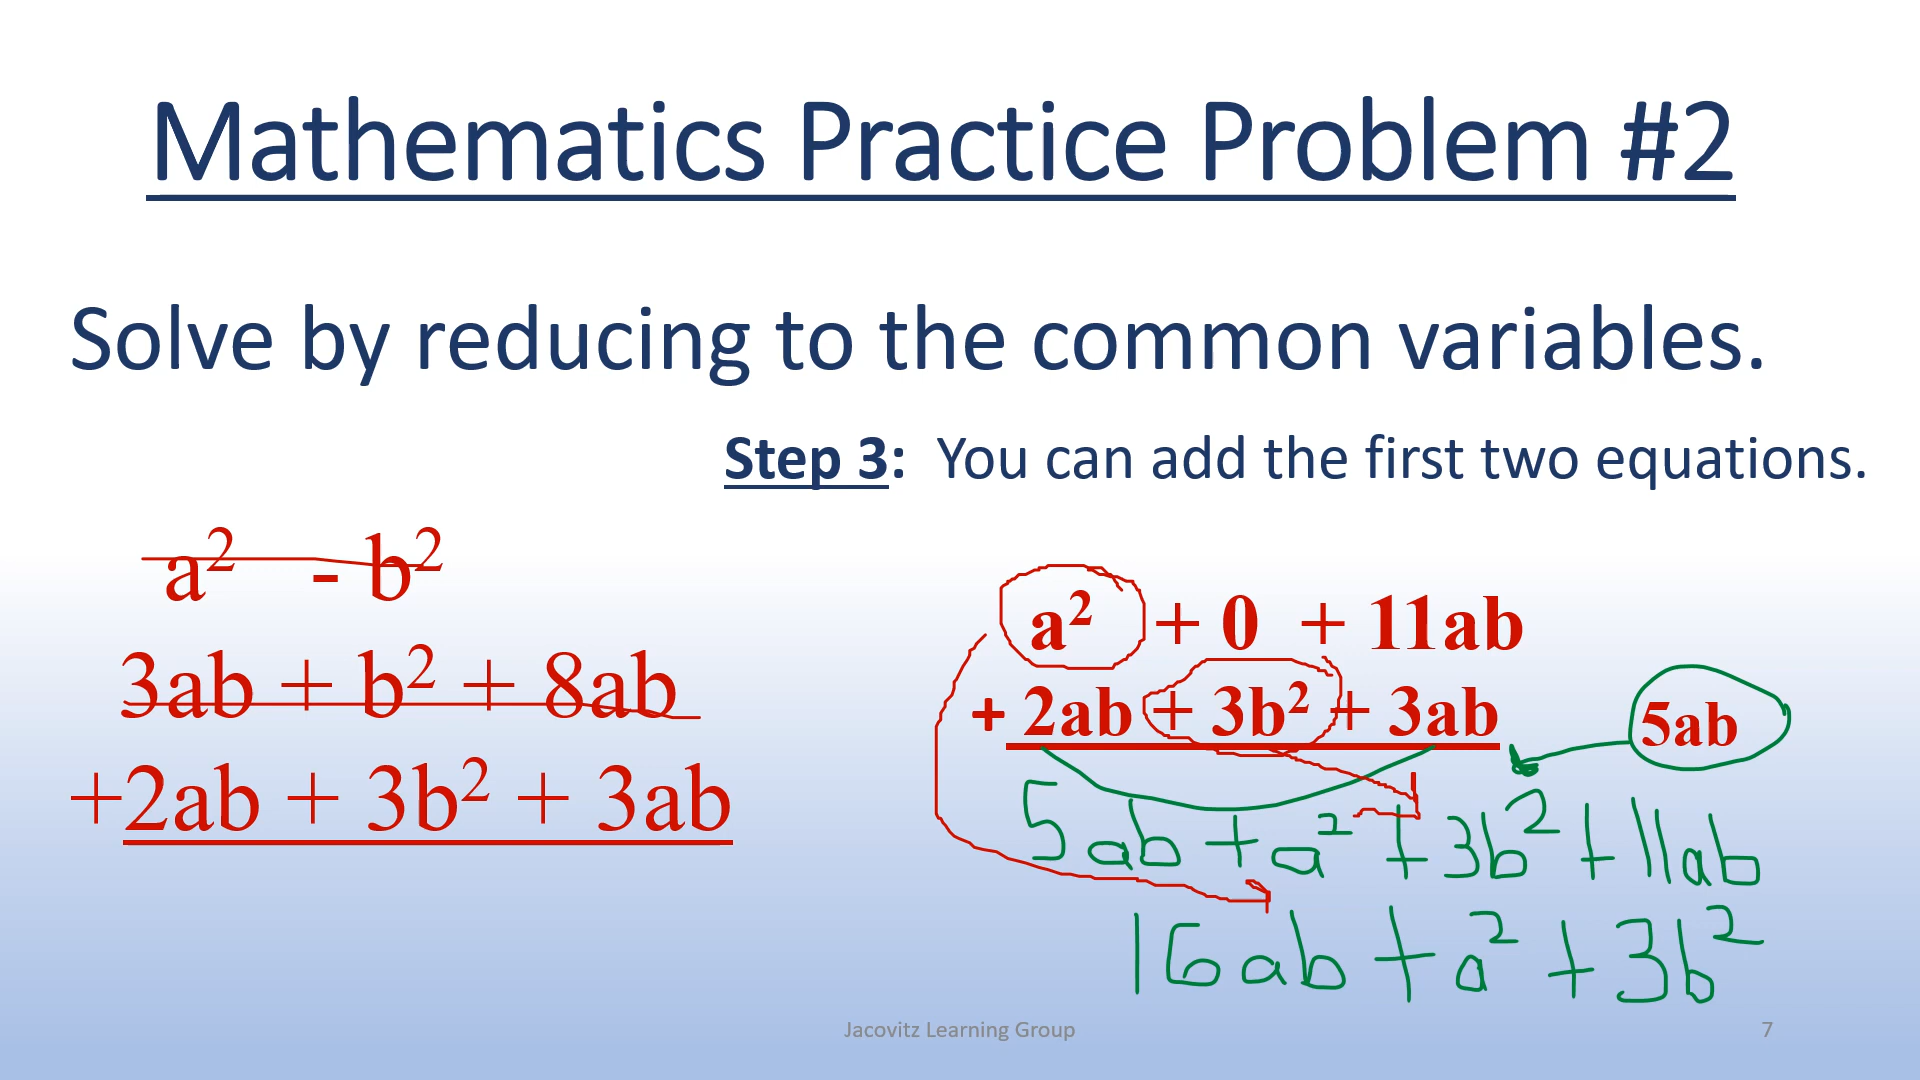 Mathematics Practice Problem #2
Solve by reducing to the common variables.
Step 3: You can add the first two equations.
a² - b²
3ab + b² + 8ab
+2ab + 3b² + 3ab
a² + 0 + 11ab
+ 2ab + 3b² + 3ab
5ab
5ab + a² + 3b² + 11ab
16ab + a² + 3b²
Jacovitz Learning Group
7